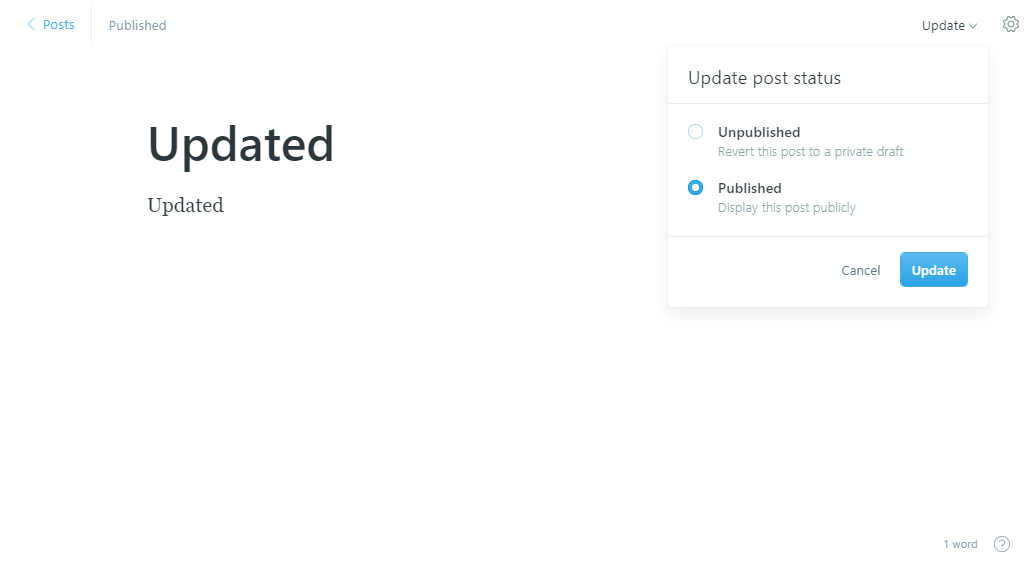 Posts
Published
Update
Update post status
Unpublished
Revert this post to a private draft
Published
Display this post publicly
Cancel
Update
Updated
Updated
1 word
?